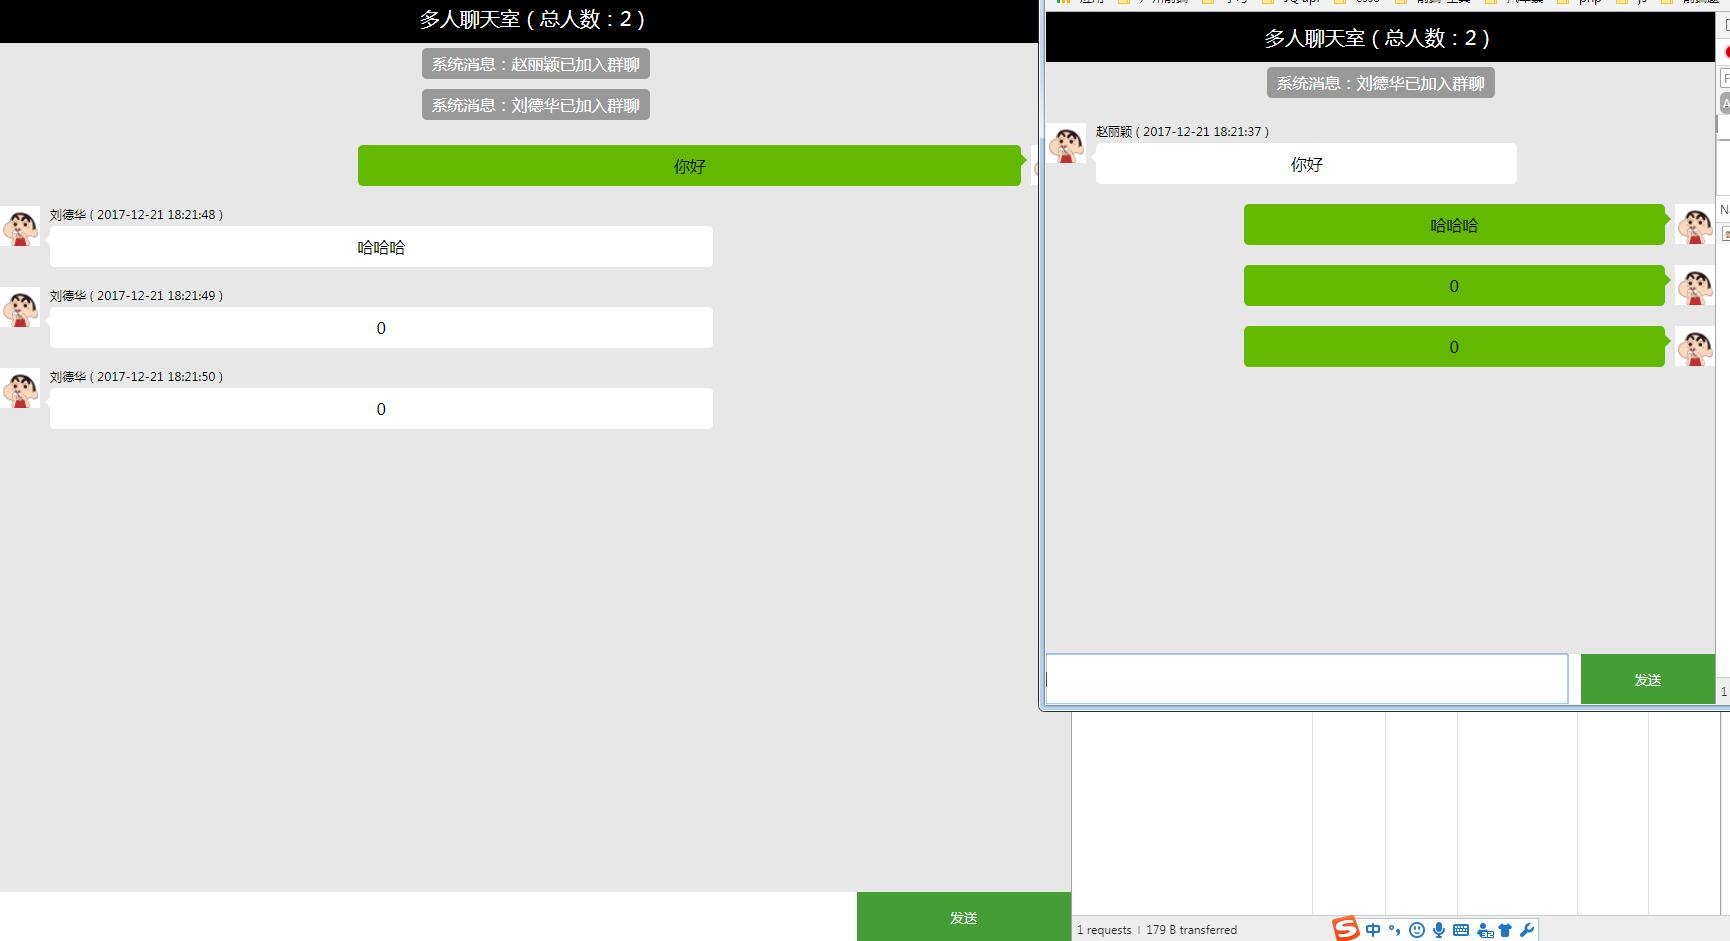 多人聊天室（总人数：2）
系统消息：赵丽颖已加入群聊
系统消息：刘德华已加入群聊
你好
刘德华（2017-12-21 18:21:48）
哈哈哈
刘德华（2017-12-21 18:21:49）
0
刘德华（2017-12-21 18:21:50）
0
发送
多人聊天室（总人数：2）
系统消息：刘德华已加入群聊
赵丽颖（2017-12-21 18:21:37）
你好
哈哈哈
0
0
发送
1
1 requests | 179 B transferred
S 中